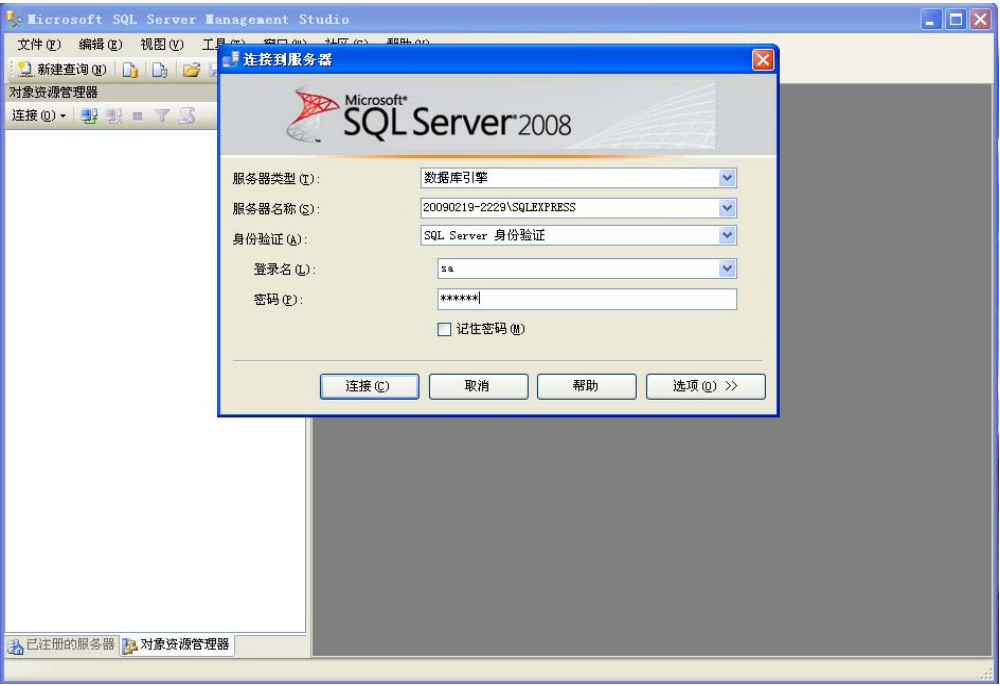 Microsoft SQL Server Management Studio
文件(F) 编辑(E) 视图(V)
连接到服务器
新建查询(N)
对象资源管理器
连接(O)
Microsoft®
SQL Server 2008
服务器类型(T): 数据库引擎
服务器名称(S): 20090219-2229\SQLEXPRESS
身份验证(A): SQL Server 身份验证
登录名(L): sa
密码(P): ******
记住密码(M)
连接(C) 取消 帮助 选项(O) >>
已注册的服务器 对象资源管理器